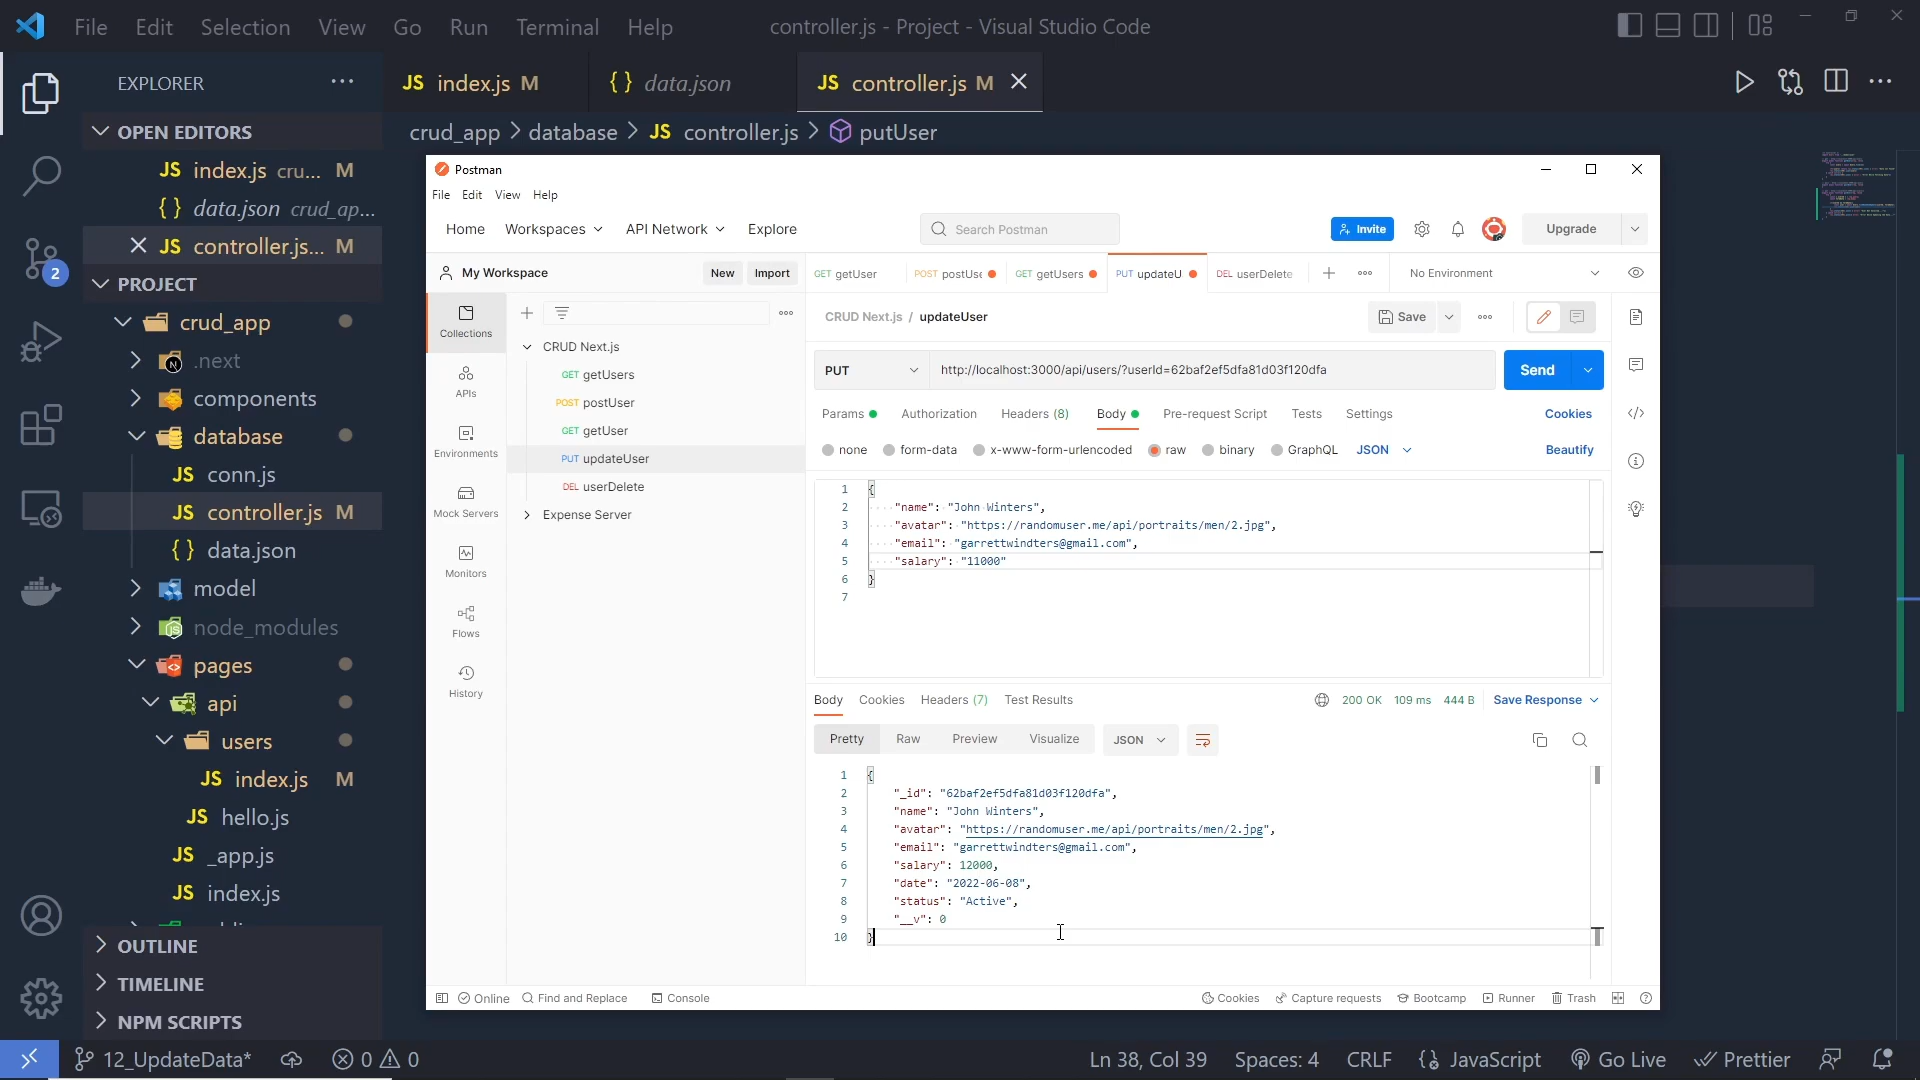 File Edit Selection View Go Run Terminal Help controller.js - Project - Visual Studio Code
EXPLORER
index.js M
data.json
controller.js M
crud_app > database > controller.js > putUser
OPEN EDITORS
JS index.js cru... M
{ } data.json crud_ap...
JS controller.js... M
PROJECT
crud_app
.next
components
database
JS conn.js
JS controller.js M
{ } data.json
model
node_modules
pages
api
users
JS index.js M
JS hello.js
JS _app.js
JS index.js
OUTLINE
TIMELINE
NPM SCRIPTS
2
Postman
File Edit View Help
Home Workspaces API Network Explore
Search Postman
Invite
Upgrade
My Workspace New Import
GET getUser
POST postUse
GET getUsers
PUT updateU
DEL userDelete
No Environment
Collections
APIs
Environments
Mock Servers
Monitors
Flows
History
CRUD Next.js
GET getUsers
POST postUser
GET getUser
PUT updateUser
DEL userDelete
Expense Server
CRUD Next.js / updateUser
Save
PUT http://localhost:3000/api/users/?userId=62baf2ef5dfa81d03f120dfa Send
Params Authorization Headers (8) Body Pre-request Script Tests Settings Cookies
none form-data x-www-form-urlencoded raw binary GraphQL JSON Beautify
1 {
2 "name": "John Winters",
3 "avatar": "https://randomuser.me/api/portraits/men/2.jpg",
4 "email": "garrettwindters@gmail.com",
5 "salary": "11000"
6 }
7
Body Cookies Headers (7) Test Results 200 OK 109 ms 444 B Save Response
Pretty Raw Preview Visualize JSON
1 {
2 "_id": "62baf2ef5dfa81d03f120dfa",
3 "name": "John Winters",
4 "avatar": "https://randomuser.me/api/portraits/men/2.jpg",
5 "email": "garrettwindters@gmail.com",
6 "salary": 12000,
7 "date": "2022-06-08",
8 "status": "Active",
9 "__v": 0
10 }
Online Find and Replace Console Cookies Capture requests Bootcamp Runner Trash
12_UpdateData* 0 0 Ln 38, Col 39 Spaces: 4 CRLF JavaScript Go Live Prettier